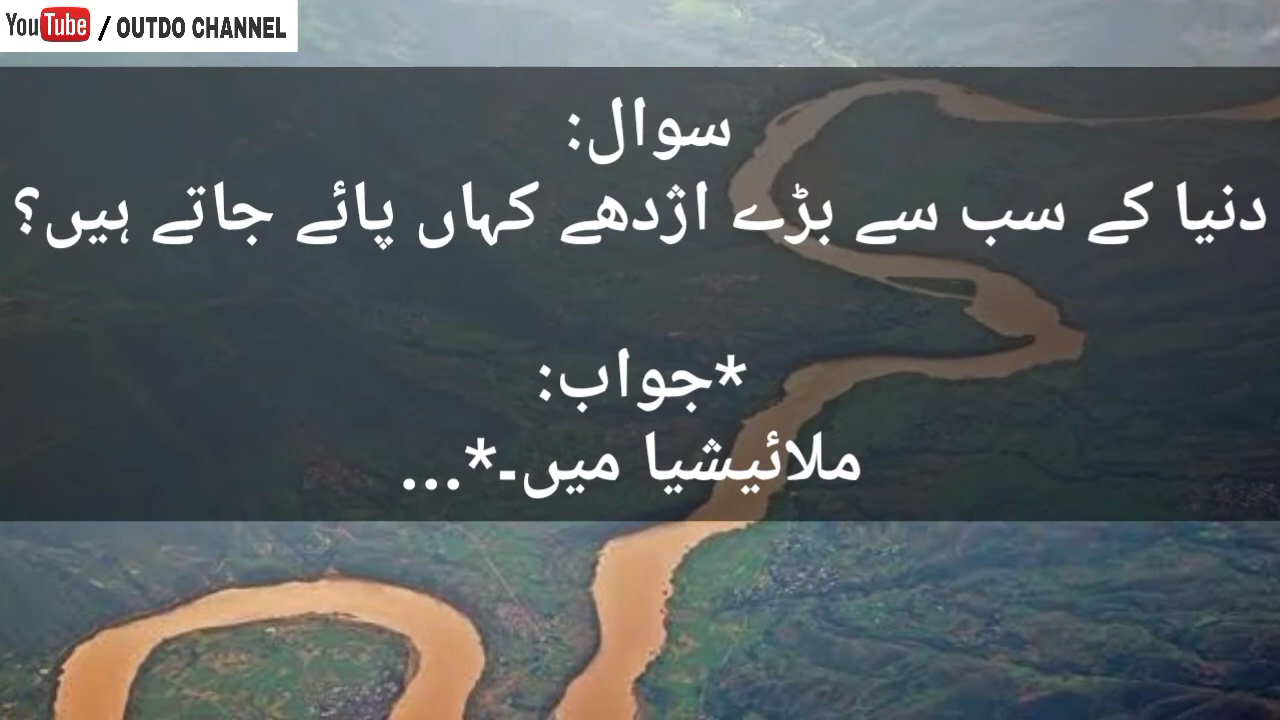 YouTube / OUTDO CHANNEL
سوال:
دنیا کے سب سے بڑے اژدھے کہاں پائے جاتے ہیں؟
*جواب:
ملائیشیا میں۔*...